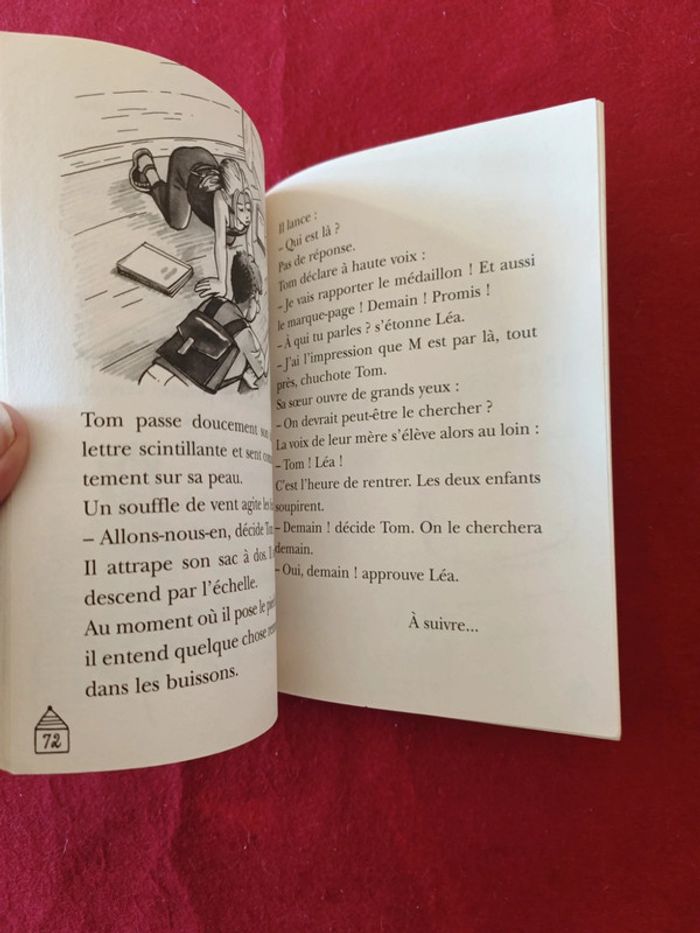 Tom passe doucement
lettre scintillante et sent
tement sur sa peau.
Un souffle de vent agite les
– Allons-nous-en, décide
Il attrape son sac à dos.
descend par l'échelle.
Au moment où il pose le
il entend quelque chose
dans les buissons.
72
Il lance :
– Qui est là ?
Pas de réponse.
Tom déclare à haute voix :
– Je vais rapporter le médaillon ! Et aussi
le marque-page ! Demain ! Promis !
– À qui tu parles ? s'étonne Léa.
– J'ai l'impression que M est par là, tout
près, chuchote Tom.
Sa sœur ouvre de grands yeux :
– On devrait peut-être le chercher ?
La voix de leur mère s'élève alors au loin :
– Tom ! Léa !
C'est l'heure de rentrer. Les deux enfants
soupirent.
– Demain ! décide Tom. On le cherchera
demain.
– Oui, demain ! approuve Léa.
À suivre...